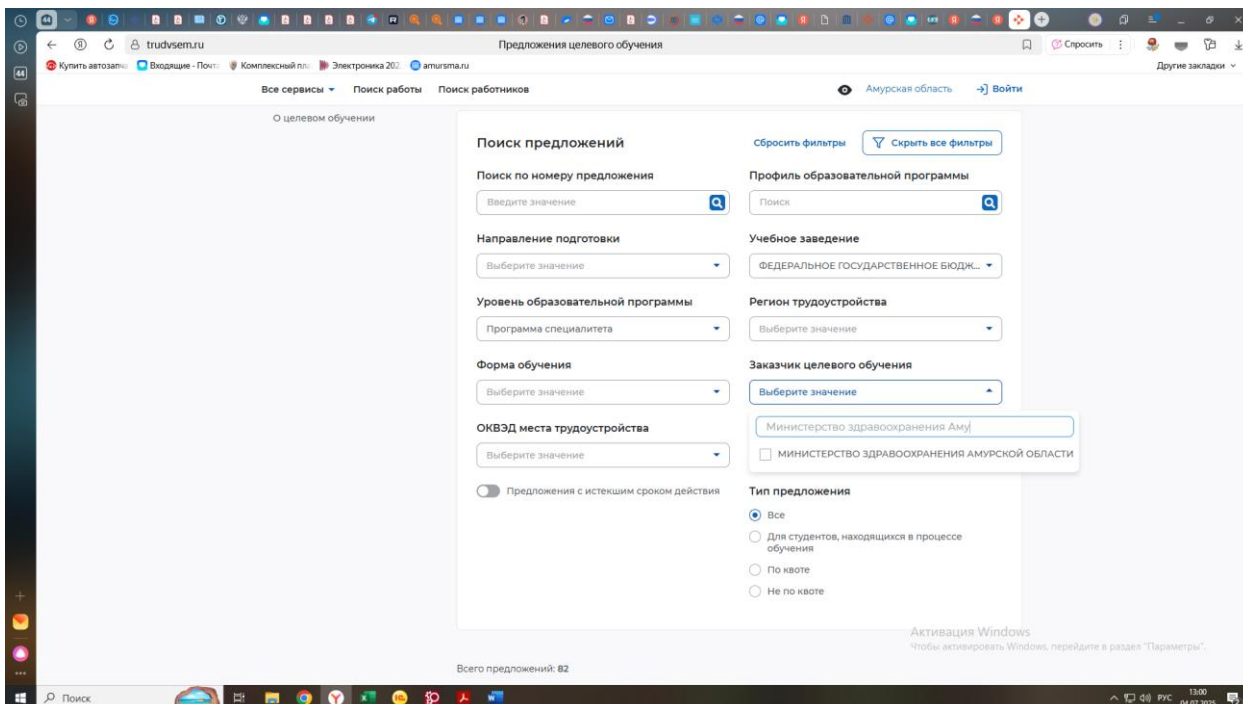 trudvsem.ru
Предложения целевого обучения
Спросить
Купить автозапча
Входящие - Почт
Комплексный пла
Электроника 202
amursma.ru
Другие закладки
Все сервисы
Поиск работы
Поиск работников
Амурская область
Войти
О целевом обучении
Поиск предложений
Сбросить фильтры
Скрыть все фильтры
Поиск по номеру предложения
Профиль образовательной программы
Введите значение
Поиск
Направление подготовки
Учебное заведение
Выберите значение
ФЕДЕРАЛЬНОЕ ГОСУДАРСТВЕННОЕ БЮДЖ...
Уровень образовательной программы
Регион трудоустройства
Программа специалитета
Выберите значение
Форма обучения
Заказчик целевого обучения
Выберите значение
Выберите значение
Министерство здравоохранения Аму
ОКВЭД места трудоустройства
МИНИСТЕРСТВО ЗДРАВООХРАНЕНИЯ АМУРСКОЙ ОБЛАСТИ
Выберите значение
Предложения с истекшим сроком действия
Тип предложения
Все
Для студентов, находящихся в процессе
обучения
По квоте
Не по квоте
Активация Windows
Чтобы активировать Windows, перейдите в раздел "Параметры".
Всего предложений: 82
Поиск
РУС
13:00
04.07.2025